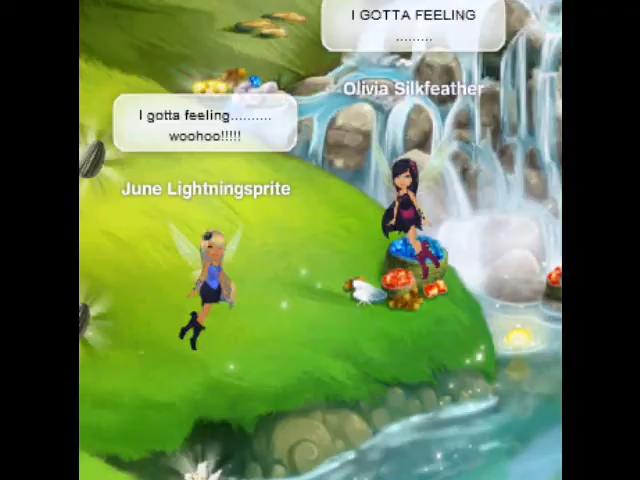 I GOTTA FEELING
.........
Olivia Silkfeather
I gotta feeling..........
woohoo!!!!!
June Lightningsprite